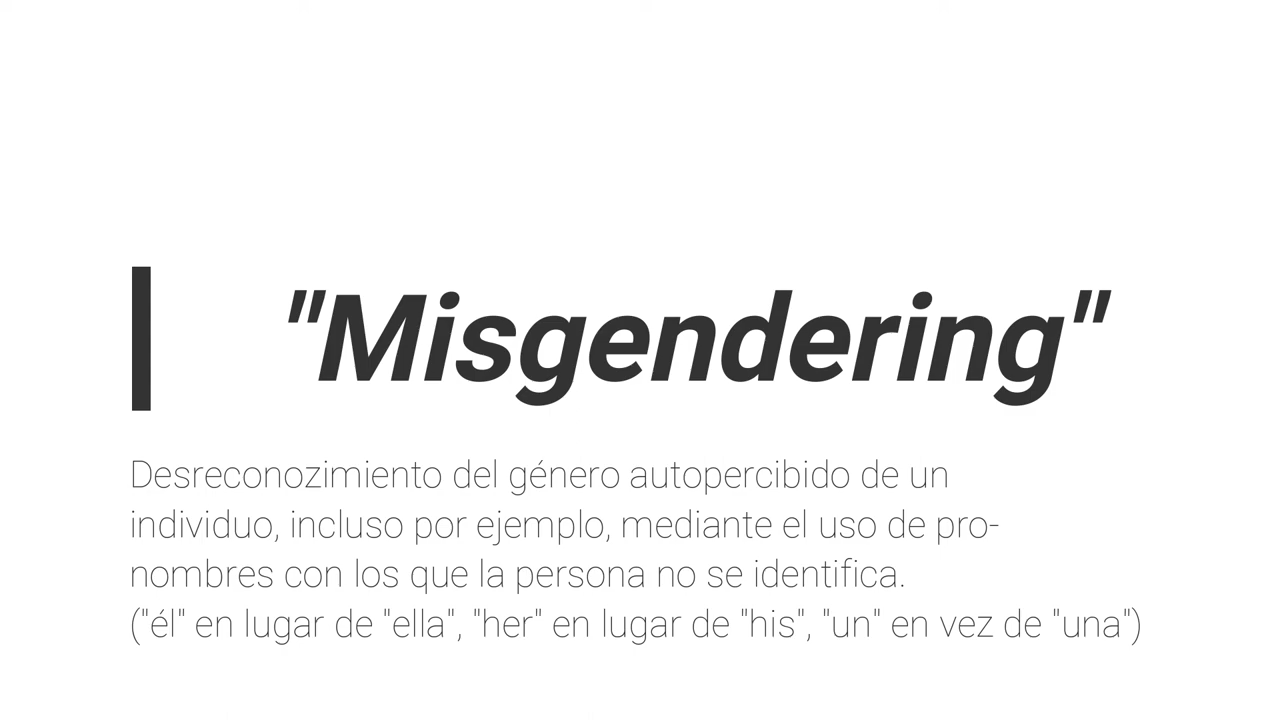 "Misgendering"
Desreconozimiento del género autopercibido de un
individuo, incluso por ejemplo, mediante el uso de pro-
nombres con los que la persona no se identifica.
("él" en lugar de "ella", "her" en lugar de "his", "un" en vez de "una")